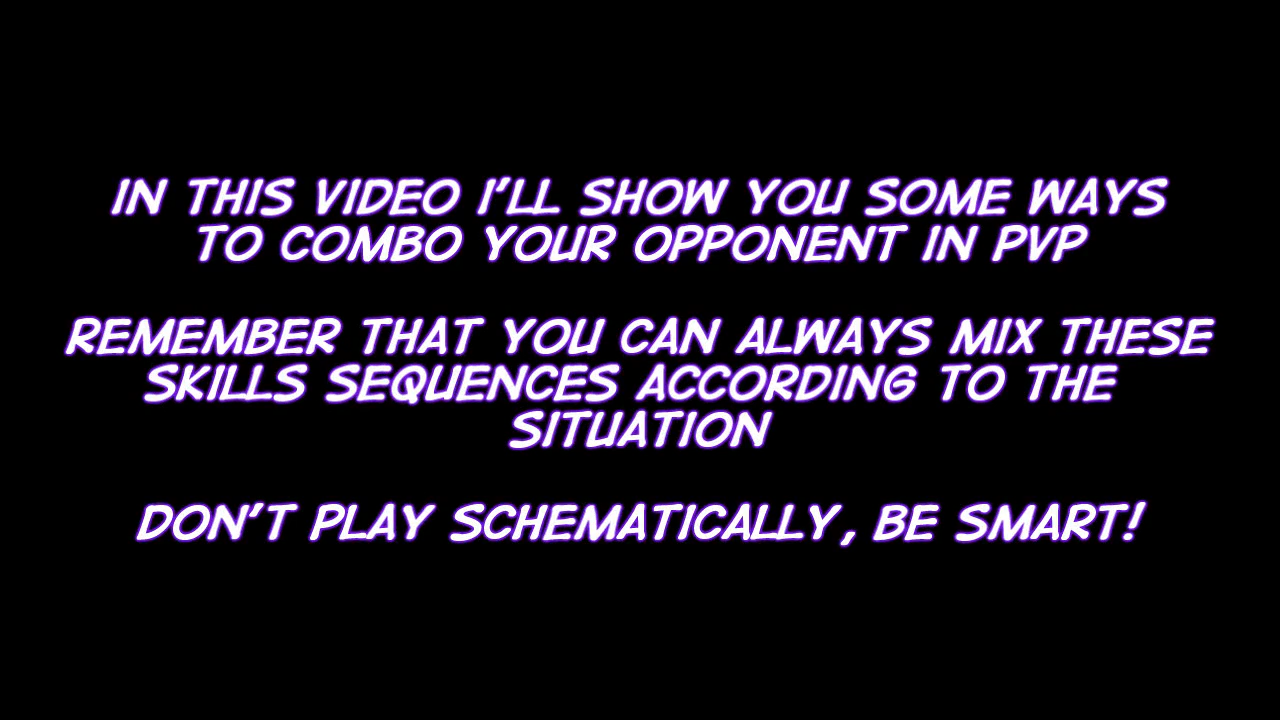 IN THIS VIDEO I'LL SHOW YOU SOME WAYS
TO COMBO YOUR OPPONENT IN PVP
REMEMBER THAT YOU CAN ALWAYS MIX THESE
SKILLS SEQUENCES ACCORDING TO THE
SITUATION
DON'T PLAY SCHEMATICALLY, BE SMART!